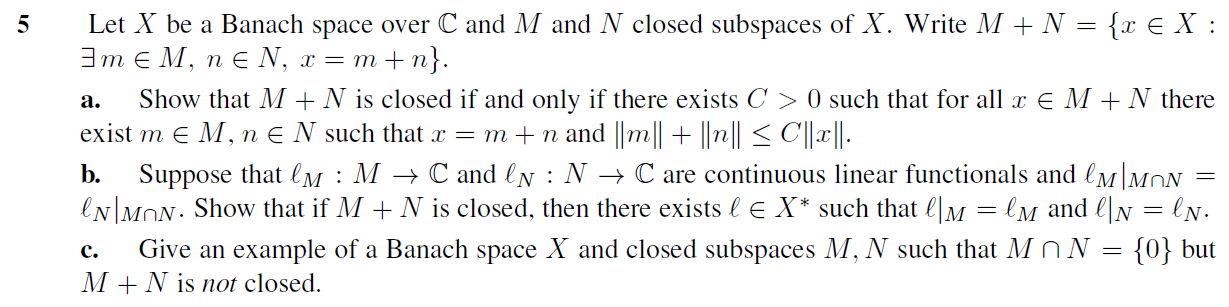 5 Let X be a Banach space over ℂ and M and N closed subspaces of X. Write M + N = {x ∈ X :
∃ m ∈ M, n ∈ N, x = m + n}.
a. Show that M + N is closed if and only if there exists C > 0 such that for all x ∈ M + N there
exist m ∈ M, n ∈ N such that x = m + n and ‖m‖ + ‖n‖ ≤ C‖x‖.
b. Suppose that ℓ_M : M → ℂ and ℓ_N : N → ℂ are continuous linear functionals and ℓ_M|_{M∩N} =
ℓ_N|_{M∩N}. Show that if M + N is closed, then there exists ℓ ∈ X* such that ℓ|_M = ℓ_M and ℓ|_N = ℓ_N.
c. Give an example of a Banach space X and closed subspaces M, N such that M ∩ N = {0} but
M + N is not closed.